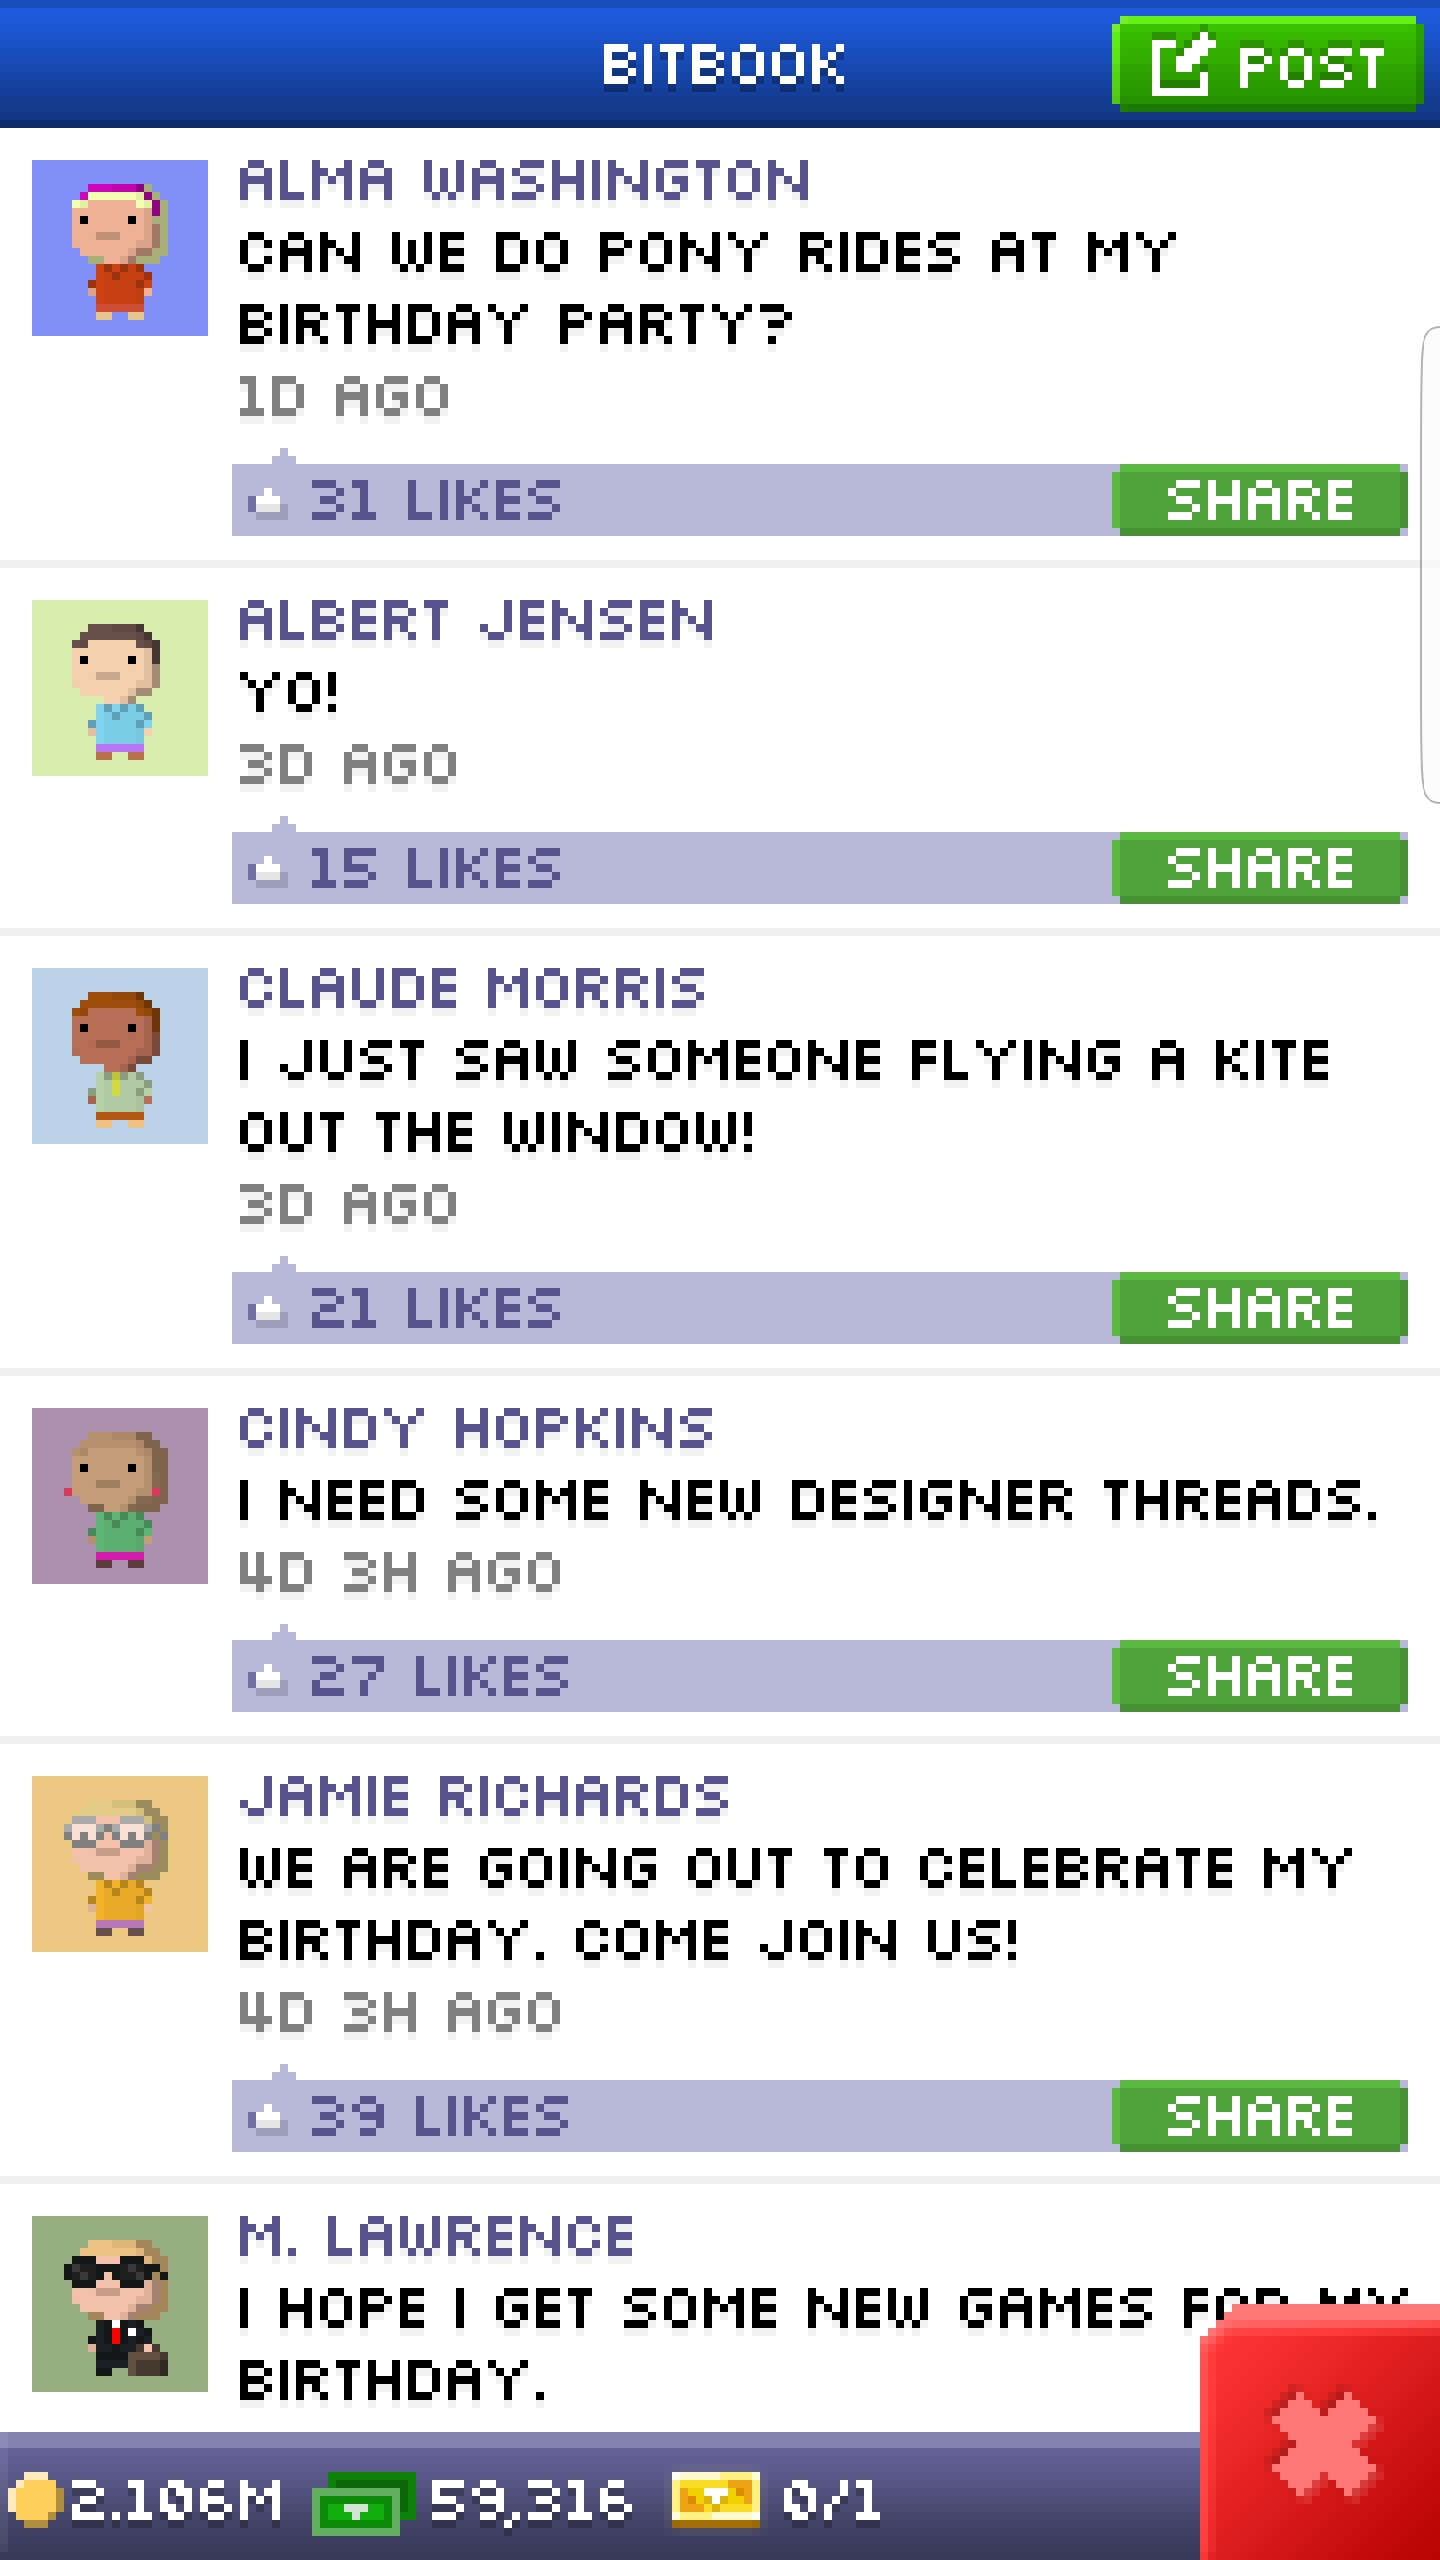 BITBOOK
POST
ALMA WASHINGTON
CAN WE DO PONY RIDES AT MY
BIRTHDAY PARTY?
1D AGO
31 LIKES
SHARE
ALBERT JENSEN
YO!
3D AGO
15 LIKES
SHARE
CLAUDE MORRIS
I JUST SAW SOMEONE FLYING A KITE
OUT THE WINDOW!
3D AGO
21 LIKES
SHARE
CINDY HOPKINS
I NEED SOME NEW DESIGNER THREADS.
4D 3H AGO
27 LIKES
SHARE
JAMIE RICHARDS
WE ARE GOING OUT TO CELEBRATE MY
BIRTHDAY. COME JOIN US!
4D 3H AGO
39 LIKES
SHARE
M. LAWRENCE
I HOPE I GET SOME NEW GAMES FOR MY
BIRTHDAY.
2.106M
59,316
0/1